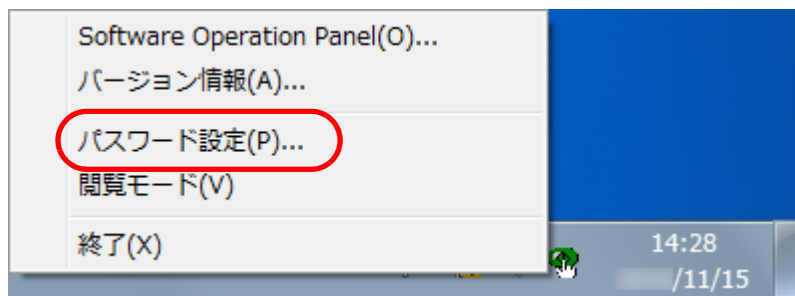 Software Operation Panel(O)...
バージョン情報(A)...
パスワード設定(P)...
閲覧モード(V)
終了(X)
14:28
/11/15